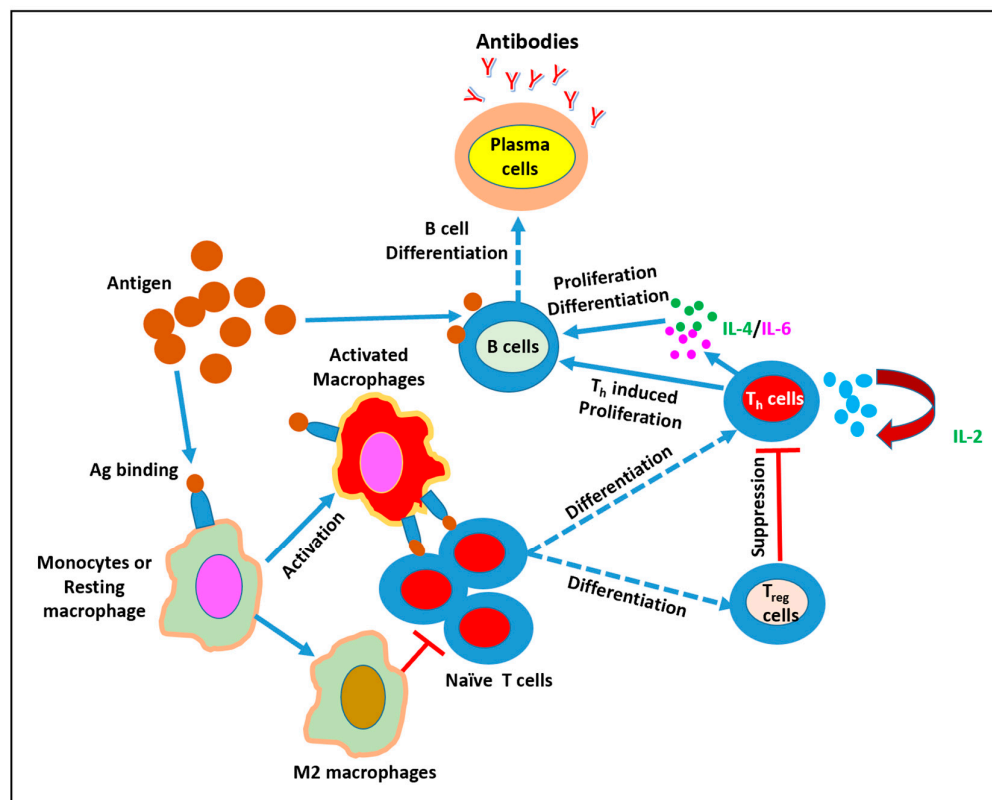 Antibodies
Plasma
cells
B cell
Differentiation
Antigen
Proliferation
Differentiation
IL-4/IL-6
B cells
Activated
Macrophages
Th induced
Proliferation
Th cells
IL-2
Ag binding
Differentiation
Suppression
Activation
Monocytes or
Resting
macrophage
Differentiation
Treg
cells
Naïve T cells
M2 macrophages